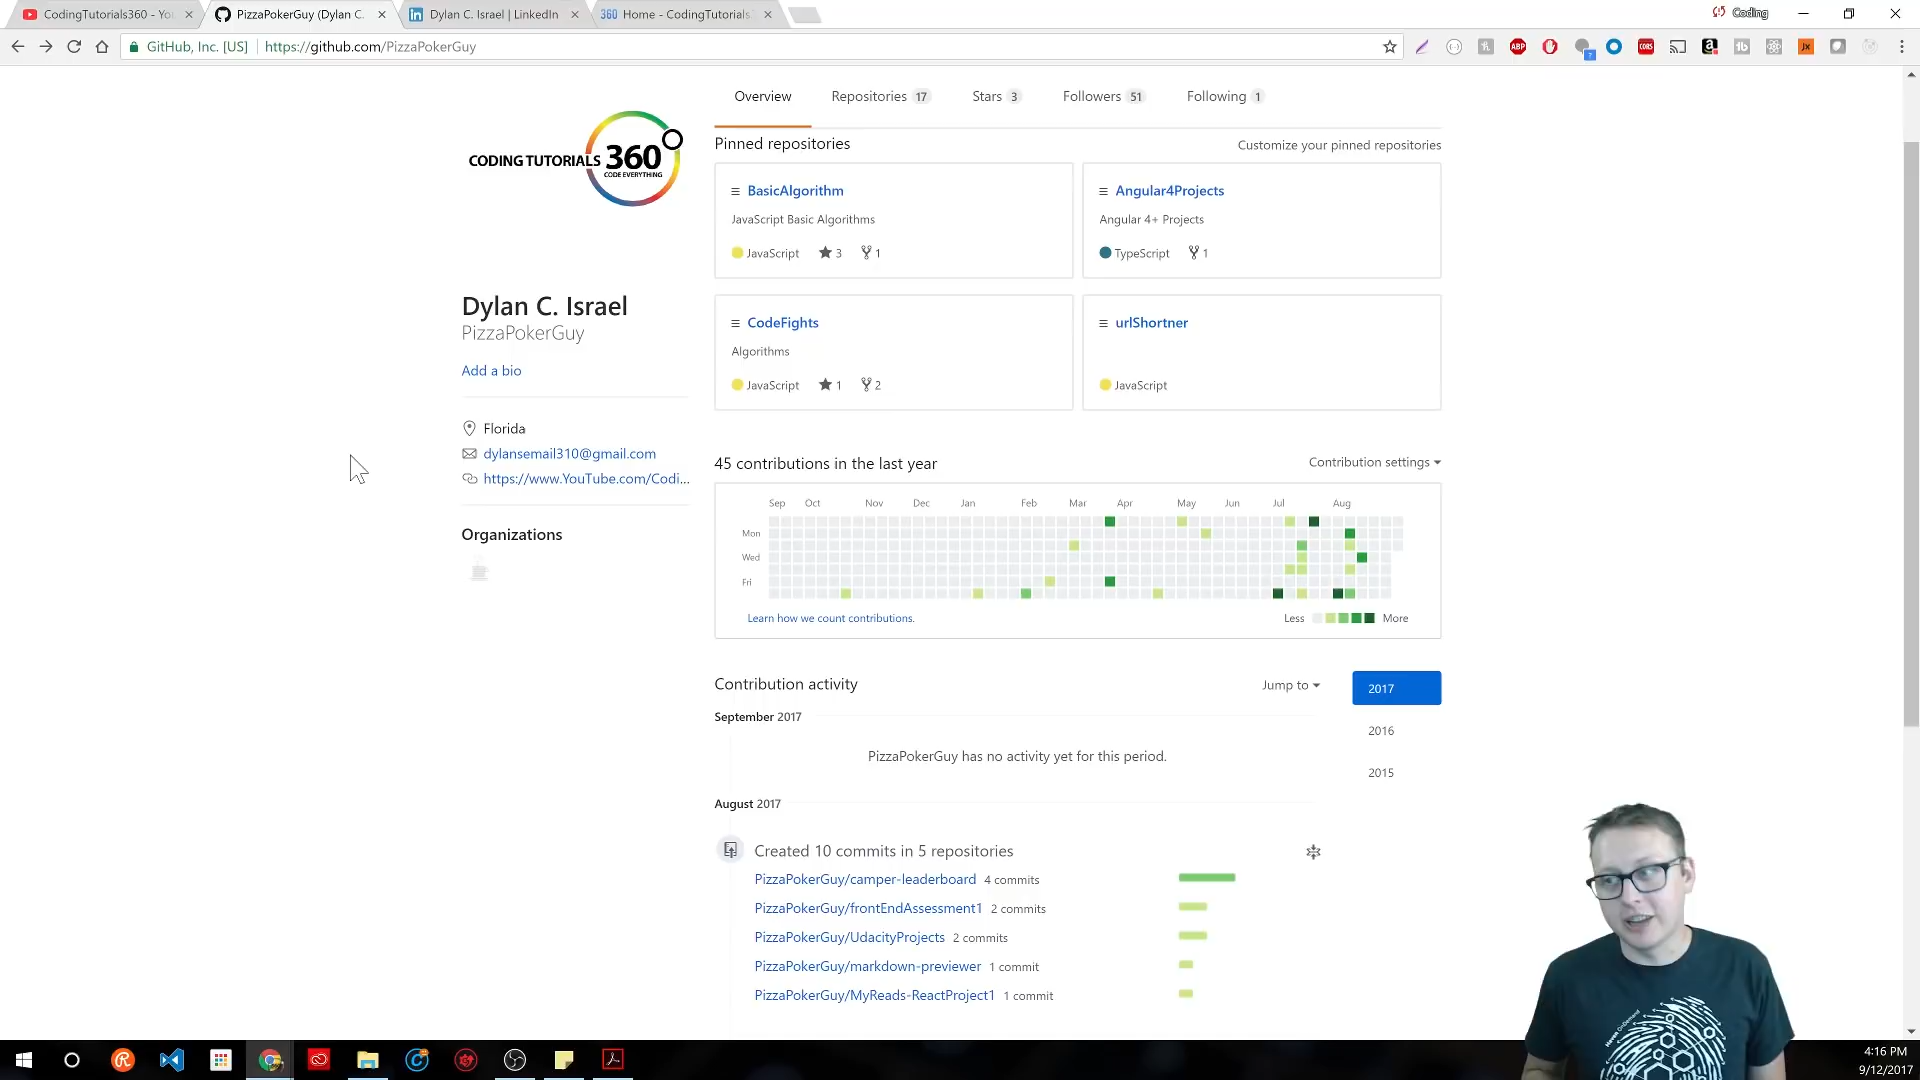 CodingTutorials360 - You
PizzaPokerGuy (Dylan C.
Dylan C. Israel | LinkedIn
360 Home - CodingTutorials
Coding
GitHub, Inc. [US] https://github.com/PizzaPokerGuy
Overview Repositories 17 Stars 3 Followers 51 Following 1
CODING TUTORIALS 360
CODE EVERYTHING
Pinned repositories Customize your pinned repositories
BasicAlgorithm
JavaScript Basic Algorithms
JavaScript 3 1
Angular4Projects
Angular 4+ Projects
TypeScript 1
CodeFights
Algorithms
JavaScript 1 2
urlShortner
JavaScript
Dylan C. Israel
PizzaPokerGuy
Add a bio
Florida
dylansemail310@gmail.com
https://www.YouTube.com/Codi...
Organizations
45 contributions in the last year Contribution settings
Sep Oct Nov Dec Jan Feb Mar Apr May Jun Jul Aug
Mon
Wed
Fri
Learn how we count contributions. Less More
Contribution activity Jump to
2017
2016
2015
September 2017
PizzaPokerGuy has no activity yet for this period.
August 2017
Created 10 commits in 5 repositories
PizzaPokerGuy/camper-leaderboard 4 commits
PizzaPokerGuy/frontEndAssessment1 2 commits
PizzaPokerGuy/UdacityProjects 2 commits
PizzaPokerGuy/markdown-previewer 1 commit
PizzaPokerGuy/MyReads-ReactProject1 1 commit
4:16 PM
9/12/2017